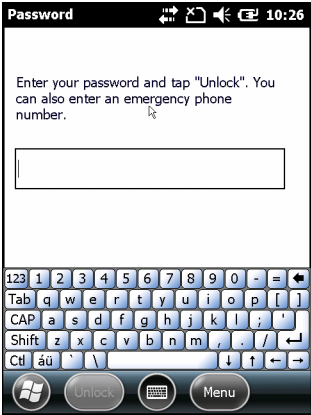 Password 10:26
Enter your password and tap "Unlock". You
can also enter an emergency phone
number.
123 1 2 3 4 5 6 7 8 9 0 - =
Tab q w e r t y u i o p [ ]
CAP a s d f g h j k l ; '
Shift z x c v b n m , . /
Ctl áü ` \
Unlock Menu